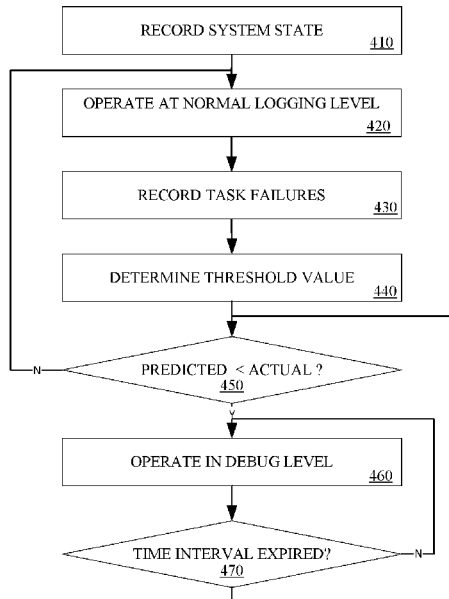 RECORD SYSTEM STATE
410
OPERATE AT NORMAL LOGGING LEVEL
420
RECORD TASK FAILURES
430
DETERMINE THRESHOLD VALUE
440
PREDICTED < ACTUAL ?
450
N
Y
OPERATE IN DEBUG LEVEL
460
TIME INTERVAL EXPIRED?
470
N